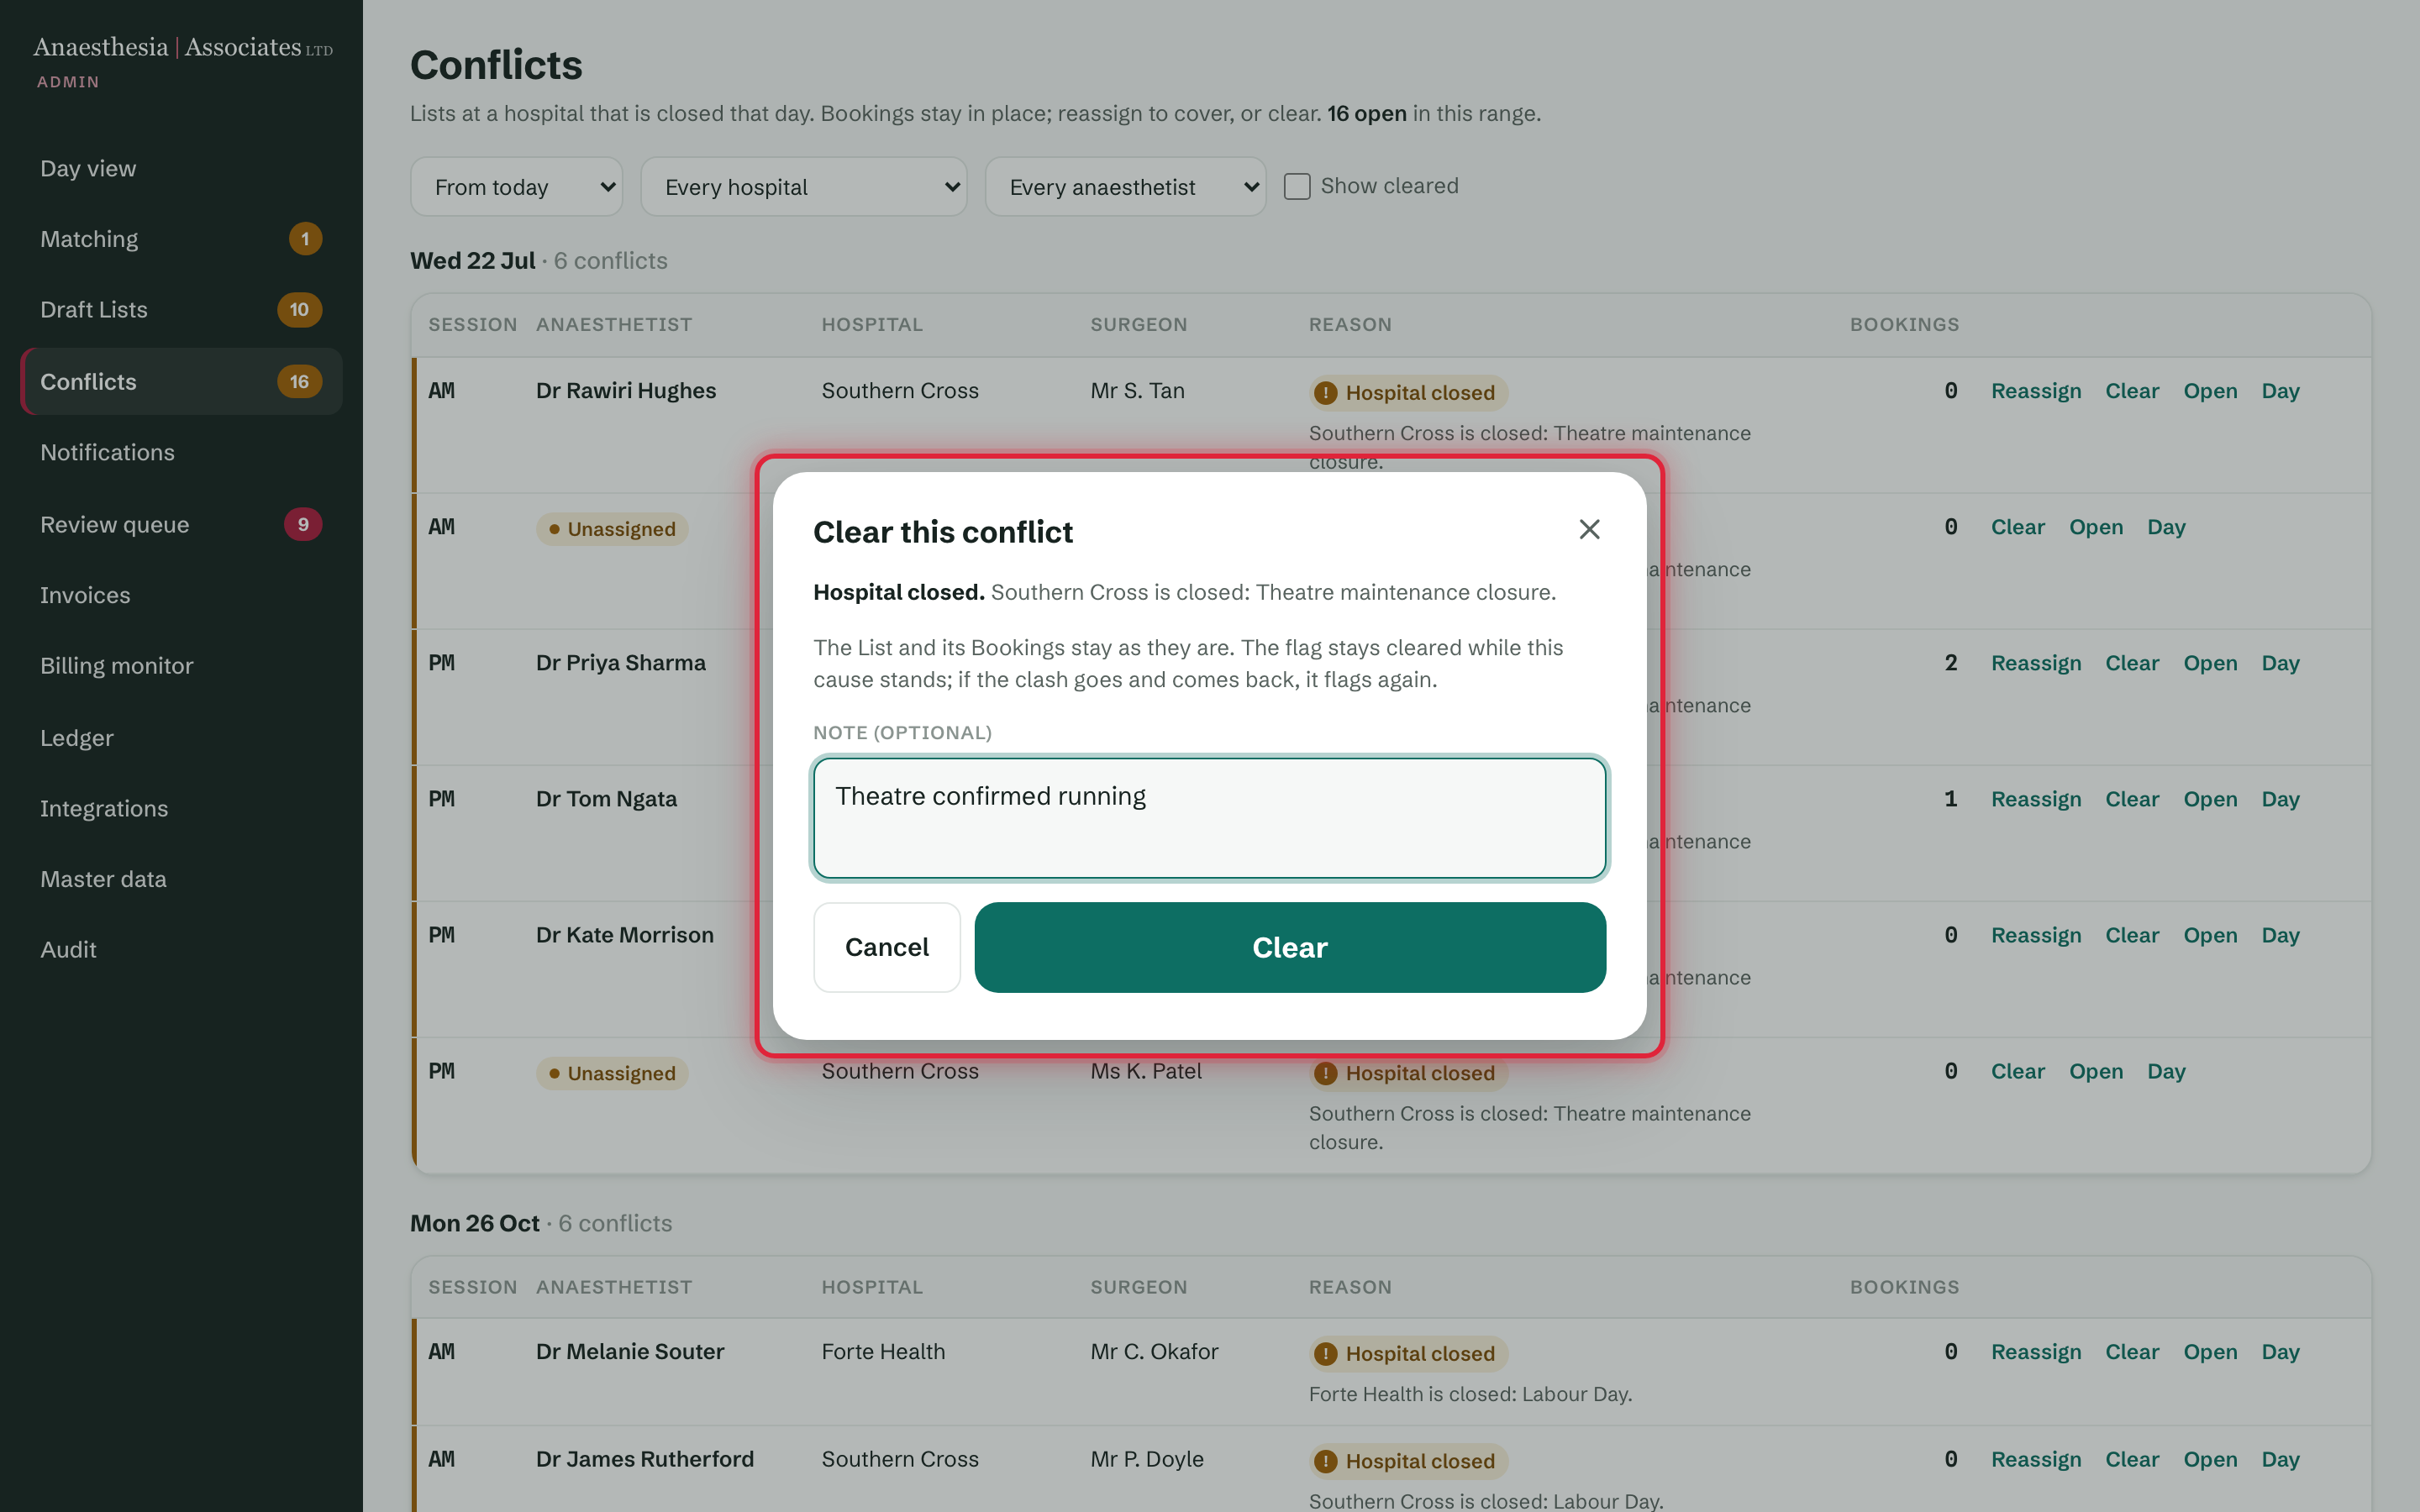 Anaesthesia | Associates LTD
ADMIN
Day view
Matching 1
Draft Lists 10
Conflicts 16
Notifications
Review queue 9
Invoices
Billing monitor
Ledger
Integrations
Master data
Audit
Conflicts
Lists at a hospital that is closed that day. Bookings stay in place; reassign to cover, or clear. 16 open in this range.
From today Every hospital Every anaesthetist Show cleared
Wed 22 Jul · 6 conflicts
SESSION ANAESTHETIST HOSPITAL SURGEON REASON BOOKINGS
AM Dr Rawiri Hughes Southern Cross Mr S. Tan ! Hospital closed 0 Reassign Clear Open Day
Southern Cross is closed: Theatre maintenance
closure.
AM Unassigned 0 Clear Open Day
PM Dr Priya Sharma 2 Reassign Clear Open Day
PM Dr Tom Ngata 1 Reassign Clear Open Day
PM Dr Kate Morrison 0 Reassign Clear Open Day
Clear this conflict
Hospital closed. Southern Cross is closed: Theatre maintenance closure.
The List and its Bookings stay as they are. The flag stays cleared while this
cause stands; if the clash goes and comes back, it flags again.
NOTE (OPTIONAL)
Theatre confirmed running
Cancel Clear
PM Unassigned Southern Cross Ms K. Patel ! Hospital closed 0 Clear Open Day
Southern Cross is closed: Theatre maintenance
closure.
Mon 26 Oct · 6 conflicts
SESSION ANAESTHETIST HOSPITAL SURGEON REASON BOOKINGS
AM Dr Melanie Souter Forte Health Mr C. Okafor ! Hospital closed 0 Reassign Clear Open Day
Forte Health is closed: Labour Day.
AM Dr James Rutherford Southern Cross Mr P. Doyle ! Hospital closed 0 Reassign Clear Open Day
Southern Cross is closed: Labour Day.